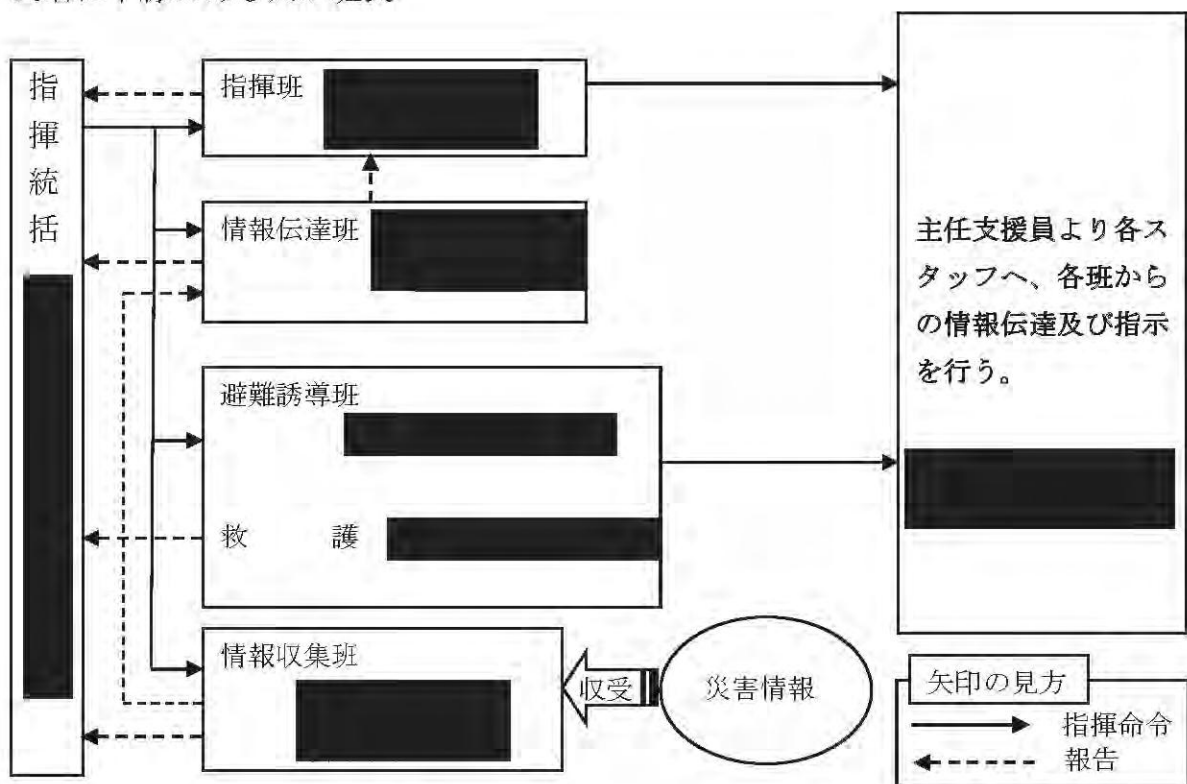 指揮統括
指揮班
情報伝達班
避難誘導班
救　　護
情報収集班
収受
災害情報
主任支援員より各ス
タッフへ、各班から
の情報伝達及び指示
を行う。
矢印の見方
指揮命令
報告